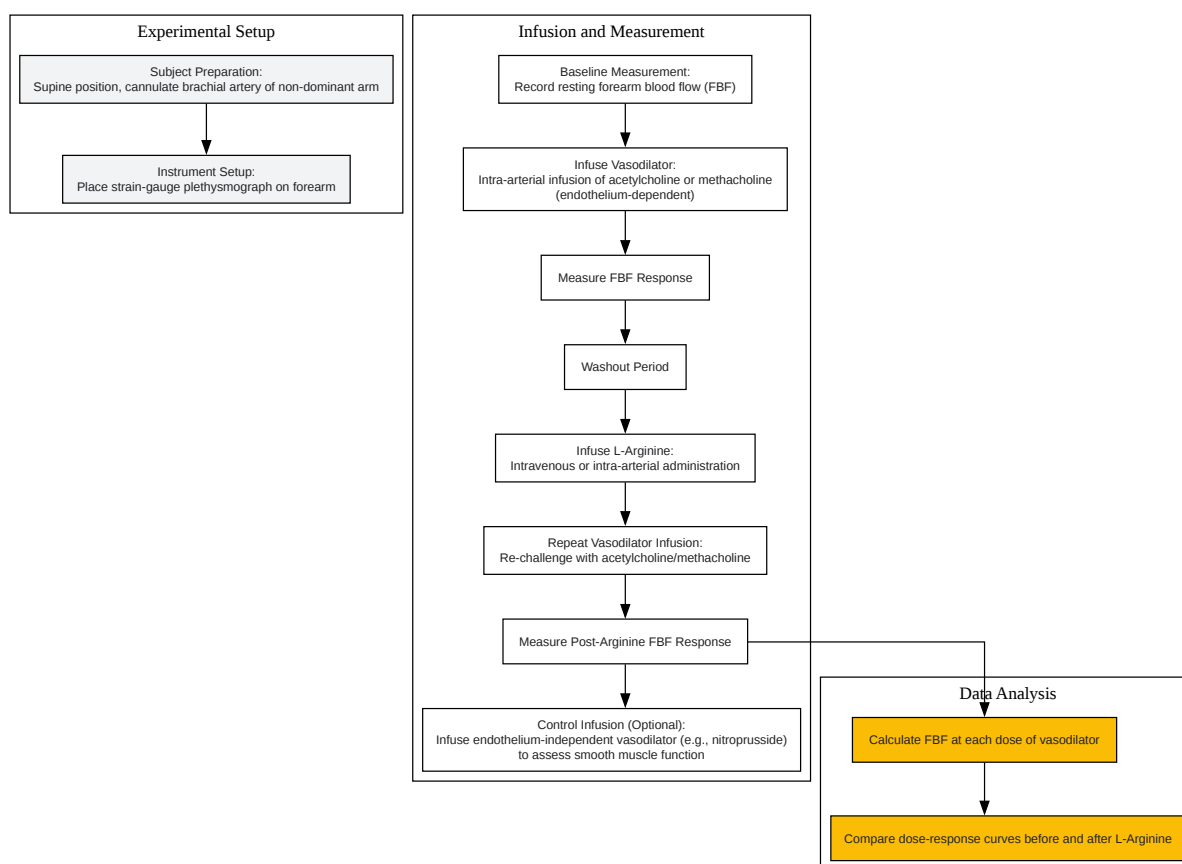 Experimental Setup
Subject Preparation:
Supine position, cannulate brachial artery of non-dominant arm
Instrument Setup:
Place strain-gauge plethysmograph on forearm
Infusion and Measurement
Baseline Measurement:
Record resting forearm blood flow (FBF)
Infuse Vasodilator:
Intra-arterial infusion of acetylcholine or methacholine
(endothelium-dependent)
Measure FBF Response
Washout Period
Infuse L-Arginine:
Intravenous or intra-arterial administration
Repeat Vasodilator Infusion:
Re-challenge with acetylcholine/methacholine
Measure Post-Arginine FBF Response
Control Infusion (Optional):
Infuse endothelium-independent vasodilator (e.g., nitroprusside)
to assess smooth muscle function
Data Analysis
Calculate FBF at each dose of vasodilator
Compare dose-response curves before and after L-Arginine